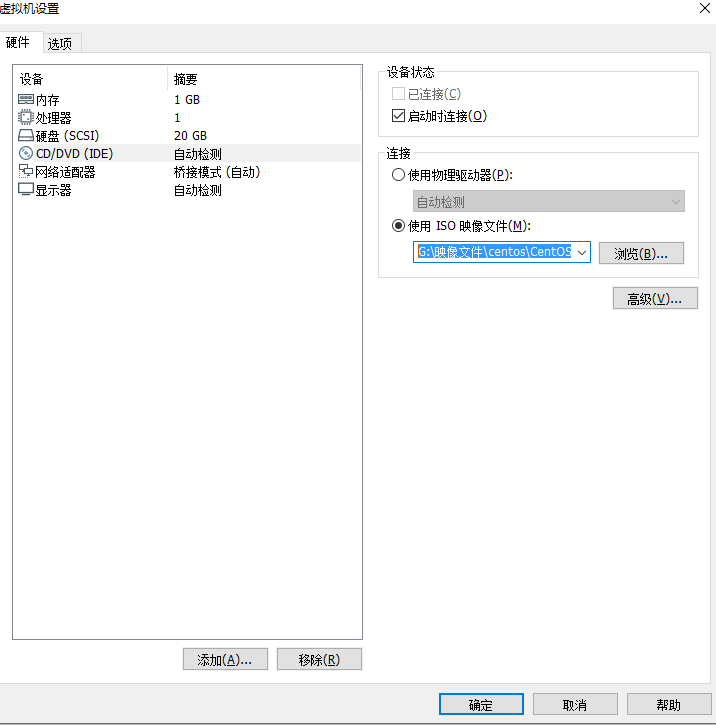 虚拟机设置
硬件 选项
设备 摘要
内存 1 GB
处理器 1
硬盘 (SCSI) 20 GB
CD/DVD (IDE) 自动检测
网络适配器 桥接模式 (自动)
显示器 自动检测
添加(A)... 移除(R)
设备状态
已连接(C)
启动时连接(O)
连接
使用物理驱动器(P):
自动检测
使用 ISO 映像文件(M):
G:\映像文件\centos\CentOS 浏览(B)...
高级(V)...
确定 取消 帮助